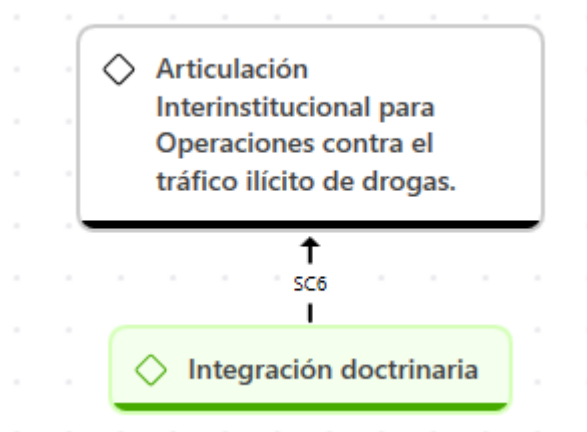 Articulación
Interinstitucional para
Operaciones contra el
tráfico ilícito de drogas.
SC6
Integración doctrinaria